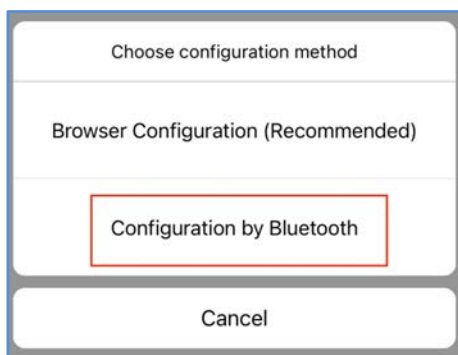 Choose configuration method
Browser Configuration (Recommended)
Configuration by Bluetooth
Cancel